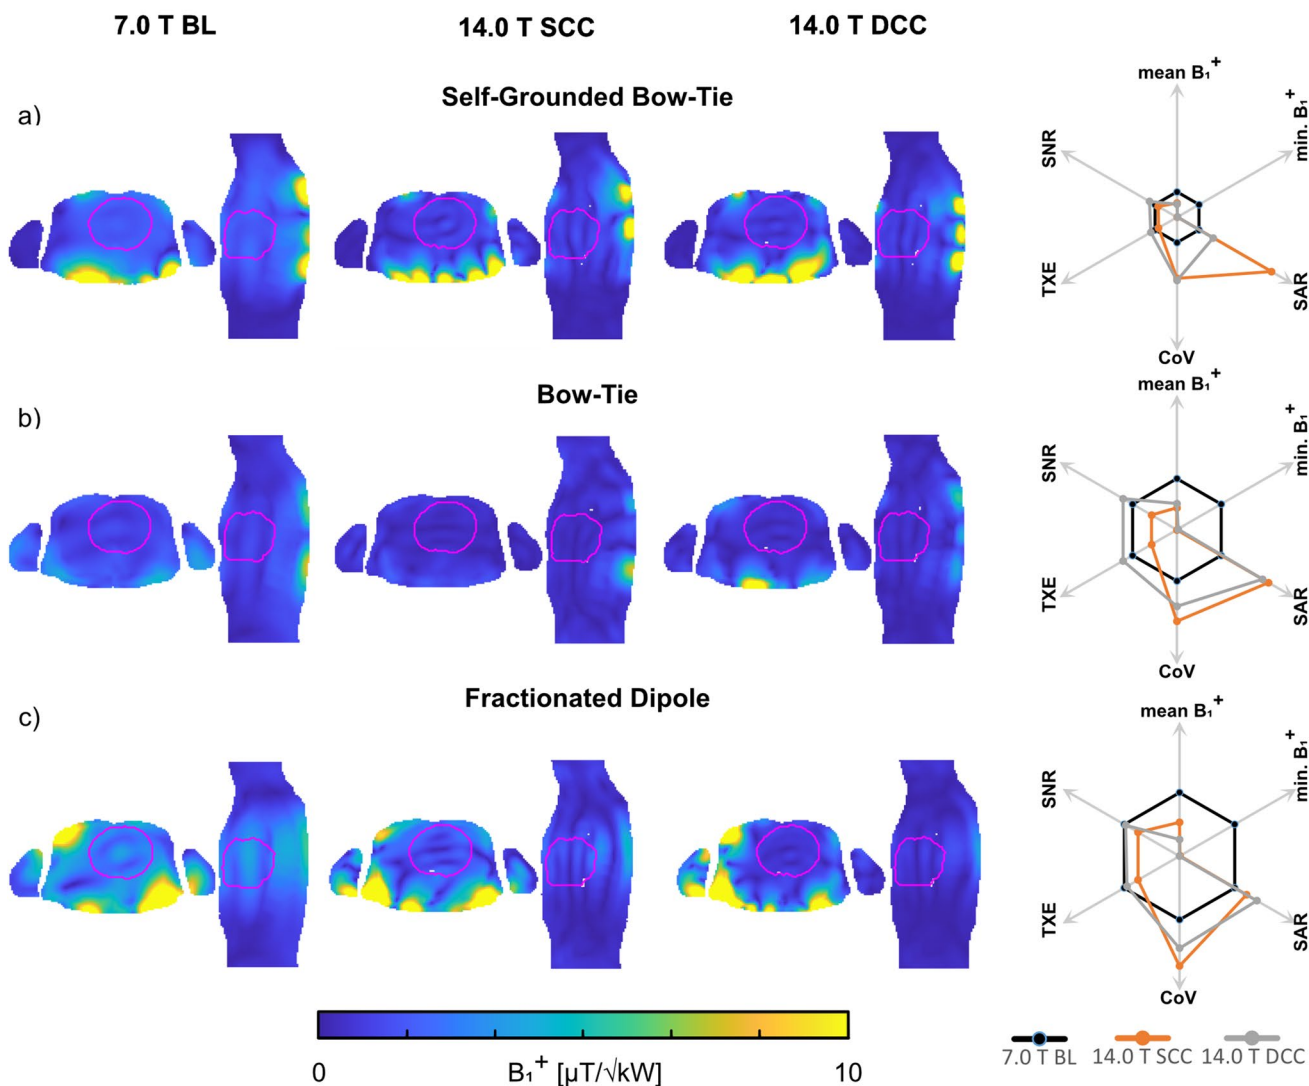 7.0 T BL
14.0 T SCC
14.0 T DCC
a)
Self-Grounded Bow-Tie
mean B₁⁺
min. B₁⁺
SNR
TXE
SAR
CoV
b)
Bow-Tie
mean B₁⁺
min. B₁⁺
SNR
TXE
SAR
CoV
c)
Fractionated Dipole
mean B₁⁺
min. B₁⁺
SNR
TXE
SAR
CoV
0
B₁⁺ [µT/√kW]
10
7.0 T BL
14.0 T SCC
14.0 T DCC